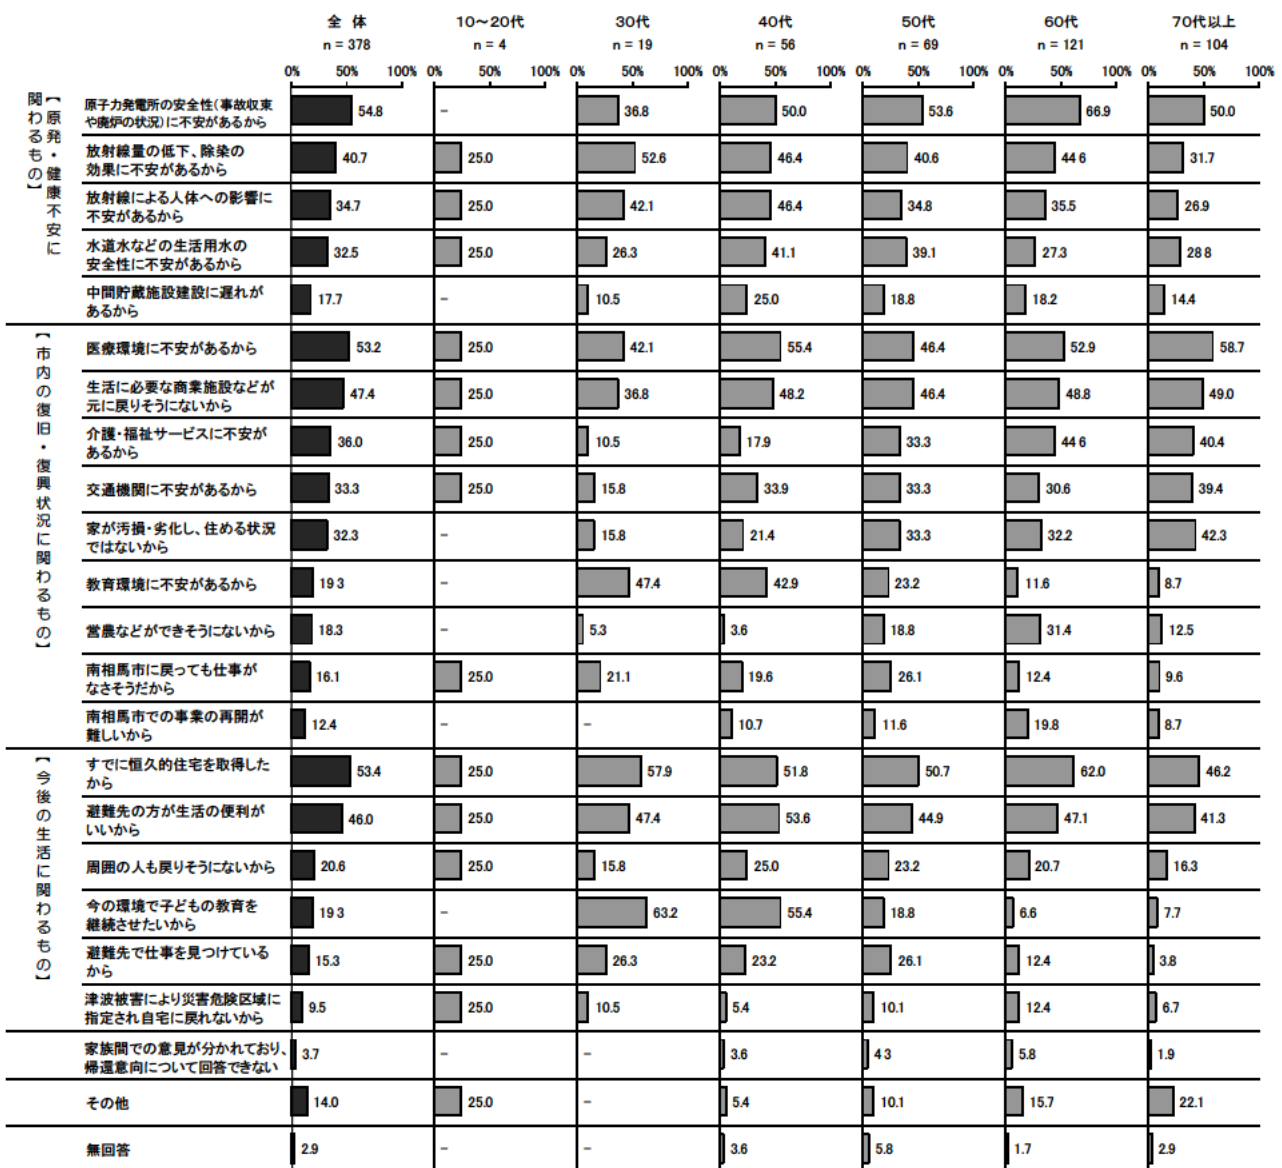 全 体 10～20代 30代 40代 50代 60代 70代以上
n = 378 n = 4 n = 19 n = 56 n = 69 n = 121 n = 104
0% 50% 100% 0% 50% 100% 0% 50% 100% 0% 50% 100% 0% 50% 100% 0% 50% 100% 0% 50% 100%
【原発・健康不安に
関わるもの】
原子力発電所の安全性(事故収束
や廃炉の状況)に不安があるから
54.8 － 36.8 50.0 53.6 66.9 50.0
放射線量の低下、除染の
効果に不安があるから
40.7 25.0 52.6 46.4 40.6 44 6 31.7
放射線による人体への影響に
不安があるから
34.7 25.0 42.1 46.4 34.8 35.5 26.9
水道水などの生活用水の
安全性に不安があるから
32.5 25.0 26.3 41.1 39.1 27.3 28 8
中間貯蔵施設建設に遅れが
あるから
17.7 － 10.5 25.0 18.8 18.2 14.4
【市内の復旧・復興状況に関わるもの】
医療環境に不安があるから
53.2 25.0 42.1 55.4 46.4 52.9 58.7
生活に必要な商業施設などが
元に戻りそうにないから
47.4 25.0 36.8 48.2 46.4 48.8 49.0
介護・福祉サービスに不安が
あるから
36.0 25.0 10.5 17.9 33.3 44 6 40.4
交通機関に不安があるから
33.3 25.0 15.8 33.9 33.3 30.6 39.4
家が汚損・劣化し、住める状況
ではないから
32.3 － 15.8 21.4 33.3 32.2 42.3
教育環境に不安があるから
19 3 － 47.4 42.9 23.2 11.6 8.7
営農などができそうにないから
18.3 － 5.3 3.6 18.8 31.4 12.5
南相馬市に戻っても仕事が
なさそうだから
16.1 25.0 21.1 19.6 26.1 12.4 9.6
南相馬市での事業の再開が
難しいから
12.4 － － 10.7 11.6 19.8 8.7
【今後の生活に関わるもの】
すでに恒久的住宅を取得した
から
53.4 25.0 57.9 51.8 50.7 62.0 46.2
避難先の方が生活の便利が
いいから
46.0 25.0 47.4 53.6 44.9 47.1 41.3
周囲の人も戻りそうにないから
20.6 25.0 15.8 25.0 23.2 20.7 16.3
今の環境で子どもの教育を
継続させたいから
19 3 － 63.2 55.4 18.8 6.6 7.7
避難先で仕事を見つけている
から
15.3 25.0 26.3 23.2 26.1 12.4 3.8
津波被害により災害危険区域に
指定され自宅に戻れないから
9.5 25.0 10.5 5.4 10.1 12.4 6.7
家族間での意見が分かれており、
帰還意向について回答できない
3.7 － － 3.6 4 3 5.8 1.9
その他
14.0 25.0 － 5.4 10.1 15.7 22.1
無回答
2.9 － － 3.6 5.8 1.7 2.9